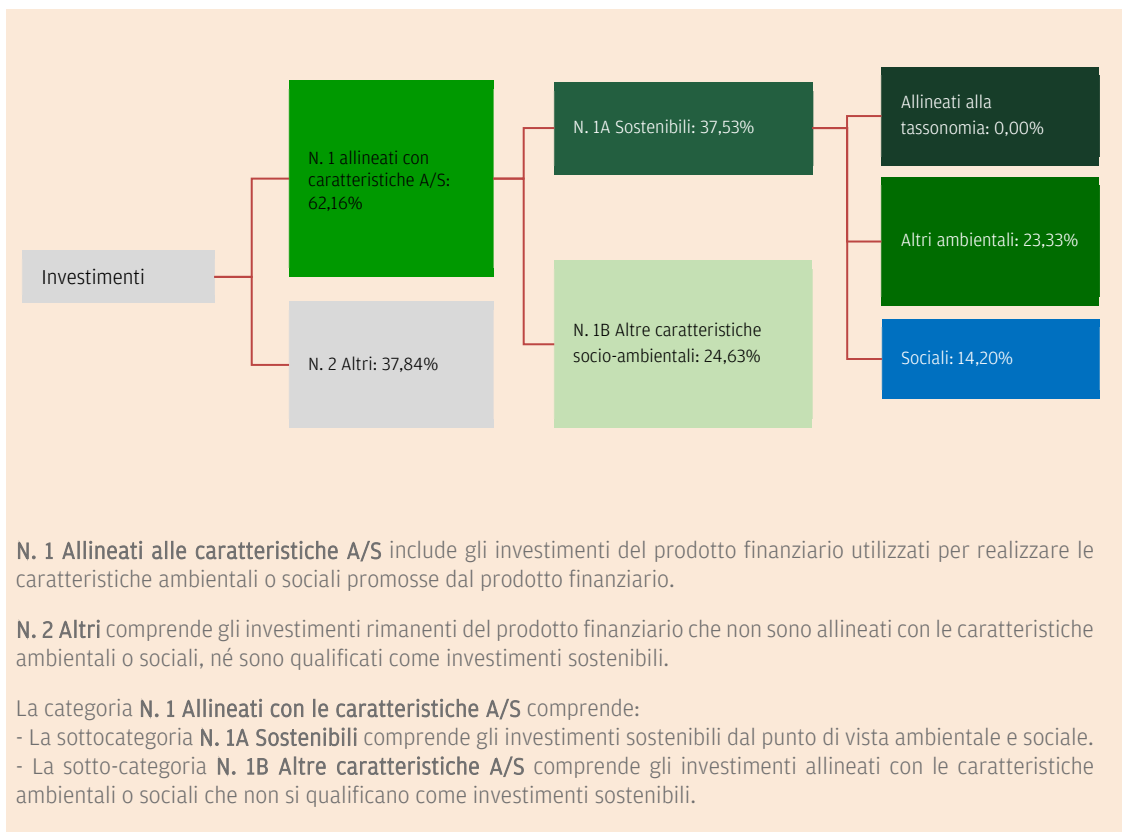 Investimenti
N. 1 allineati con
caratteristiche A/S:
62,16%
N. 2 Altri: 37,84%
N. 1A Sostenibili: 37,53%
N. 1B Altre caratteristiche
socio-ambientali: 24,63%
Allineati alla
tassonomia: 0,00%
Altri ambientali: 23,33%
Sociali: 14,20%
N. 1 Allineati alle caratteristiche A/S include gli investimenti del prodotto finanziario utilizzati per realizzare le
caratteristiche ambientali o sociali promosse dal prodotto finanziario.
N. 2 Altri comprende gli investimenti rimanenti del prodotto finanziario che non sono allineati con le caratteristiche
ambientali o sociali, né sono qualificati come investimenti sostenibili.
La categoria N. 1 Allineati con le caratteristiche A/S comprende:
- La sottocategoria N. 1A Sostenibili comprende gli investimenti sostenibili dal punto di vista ambientale e sociale.
- La sotto-categoria N. 1B Altre caratteristiche A/S comprende gli investimenti allineati con le caratteristiche
ambientali o sociali che non si qualificano come investimenti sostenibili.